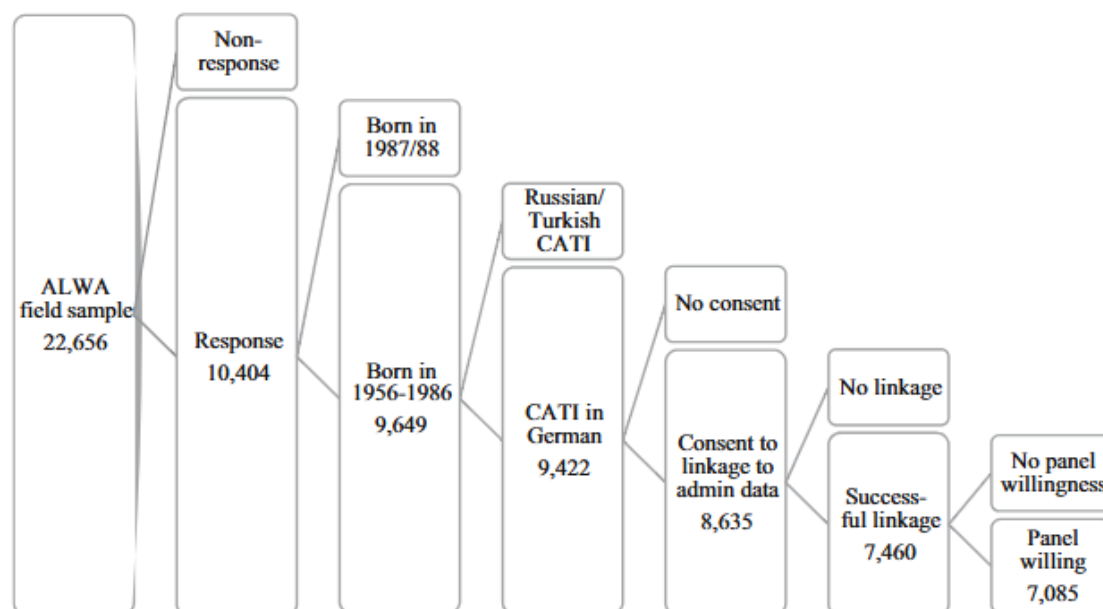 Non-
response
Born in
1987/88
Russian/
Turkish
CATI
ALWA
field sample
22,656
No consent
Response
10,404
Born in
1956-1986
9,649
No linkage
CATI in
German
9,422
Consent to
linkage to
admin data
8,635
No panel
willingness
Success-
ful linkage
7,460
Panel
willing
7,085